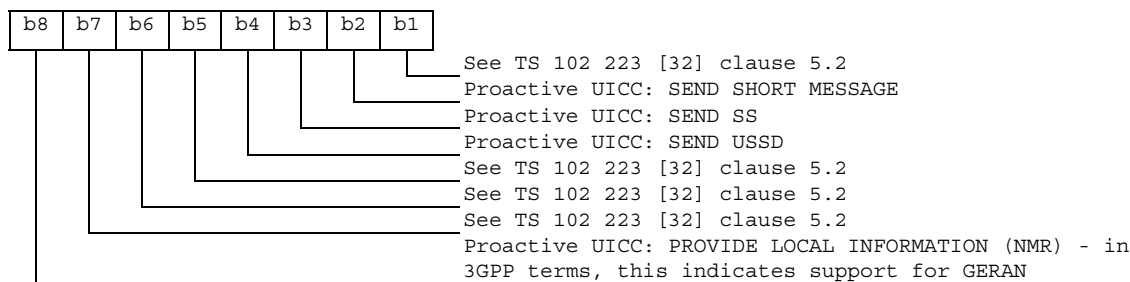 b8 b7 b6 b5 b4 b3 b2 b1
See TS 102 223 [32] clause 5.2
Proactive UICC: SEND SHORT MESSAGE
Proactive UICC: SEND SS
Proactive UICC: SEND USSD
See TS 102 223 [32] clause 5.2
See TS 102 223 [32] clause 5.2
See TS 102 223 [32] clause 5.2
Proactive UICC: PROVIDE LOCAL INFORMATION (NMR) - in
3GPP terms, this indicates support for GERAN